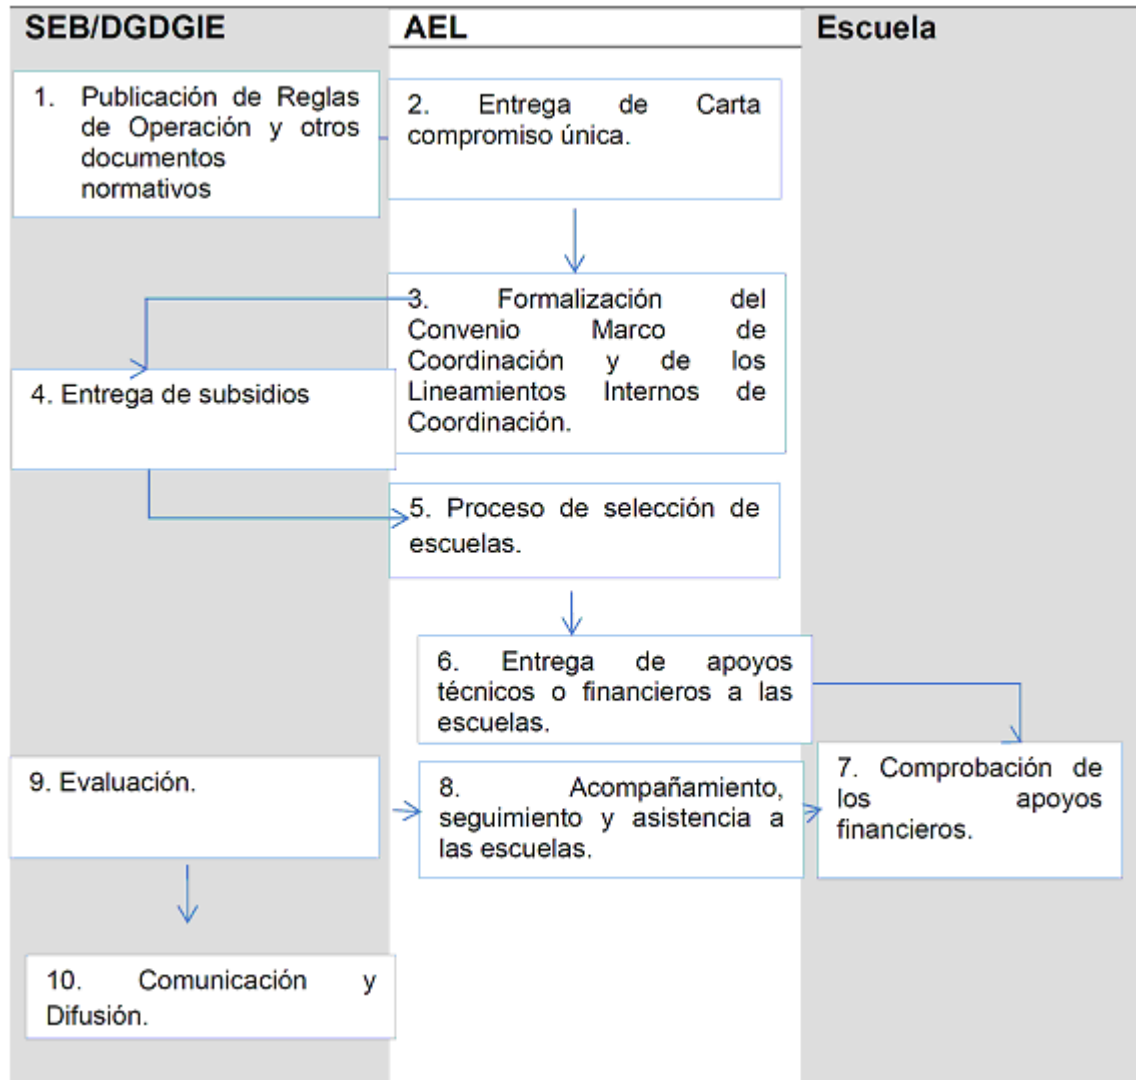 SEB/DGDGIE
AEL
Escuela
1. Publicación de Reglas
de Operación y otros
documentos
normativos
2. Entrega de Carta
compromiso única.
3. Formalización del
Convenio Marco de
Coordinación y de los
Lineamientos Internos de
Coordinación.
4. Entrega de subsidios
5. Proceso de selección de
escuelas.
6. Entrega de apoyos
técnicos o financieros a las
escuelas.
7. Comprobación de
los apoyos
financieros.
8. Acompañamiento,
seguimiento y asistencia a
las escuelas.
9. Evaluación.
10. Comunicación y
Difusión.